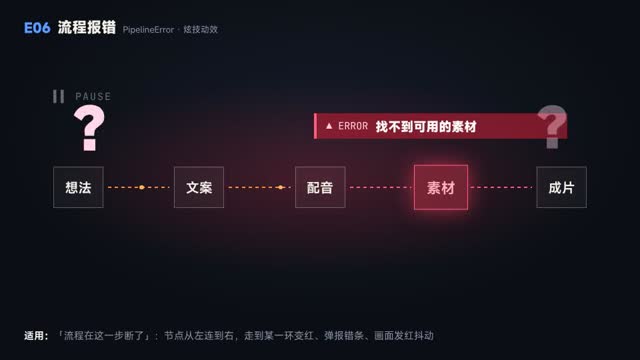 E06 流程报错 PipelineError · 炫技动效
PAUSE
? ?
▲ ERROR 找不到可用的素材
想法 文案 配音 素材 成片
适用：「流程在这一步断了」：节点从左连到右，走到某一环变红、弹报错条、画面发红抖动